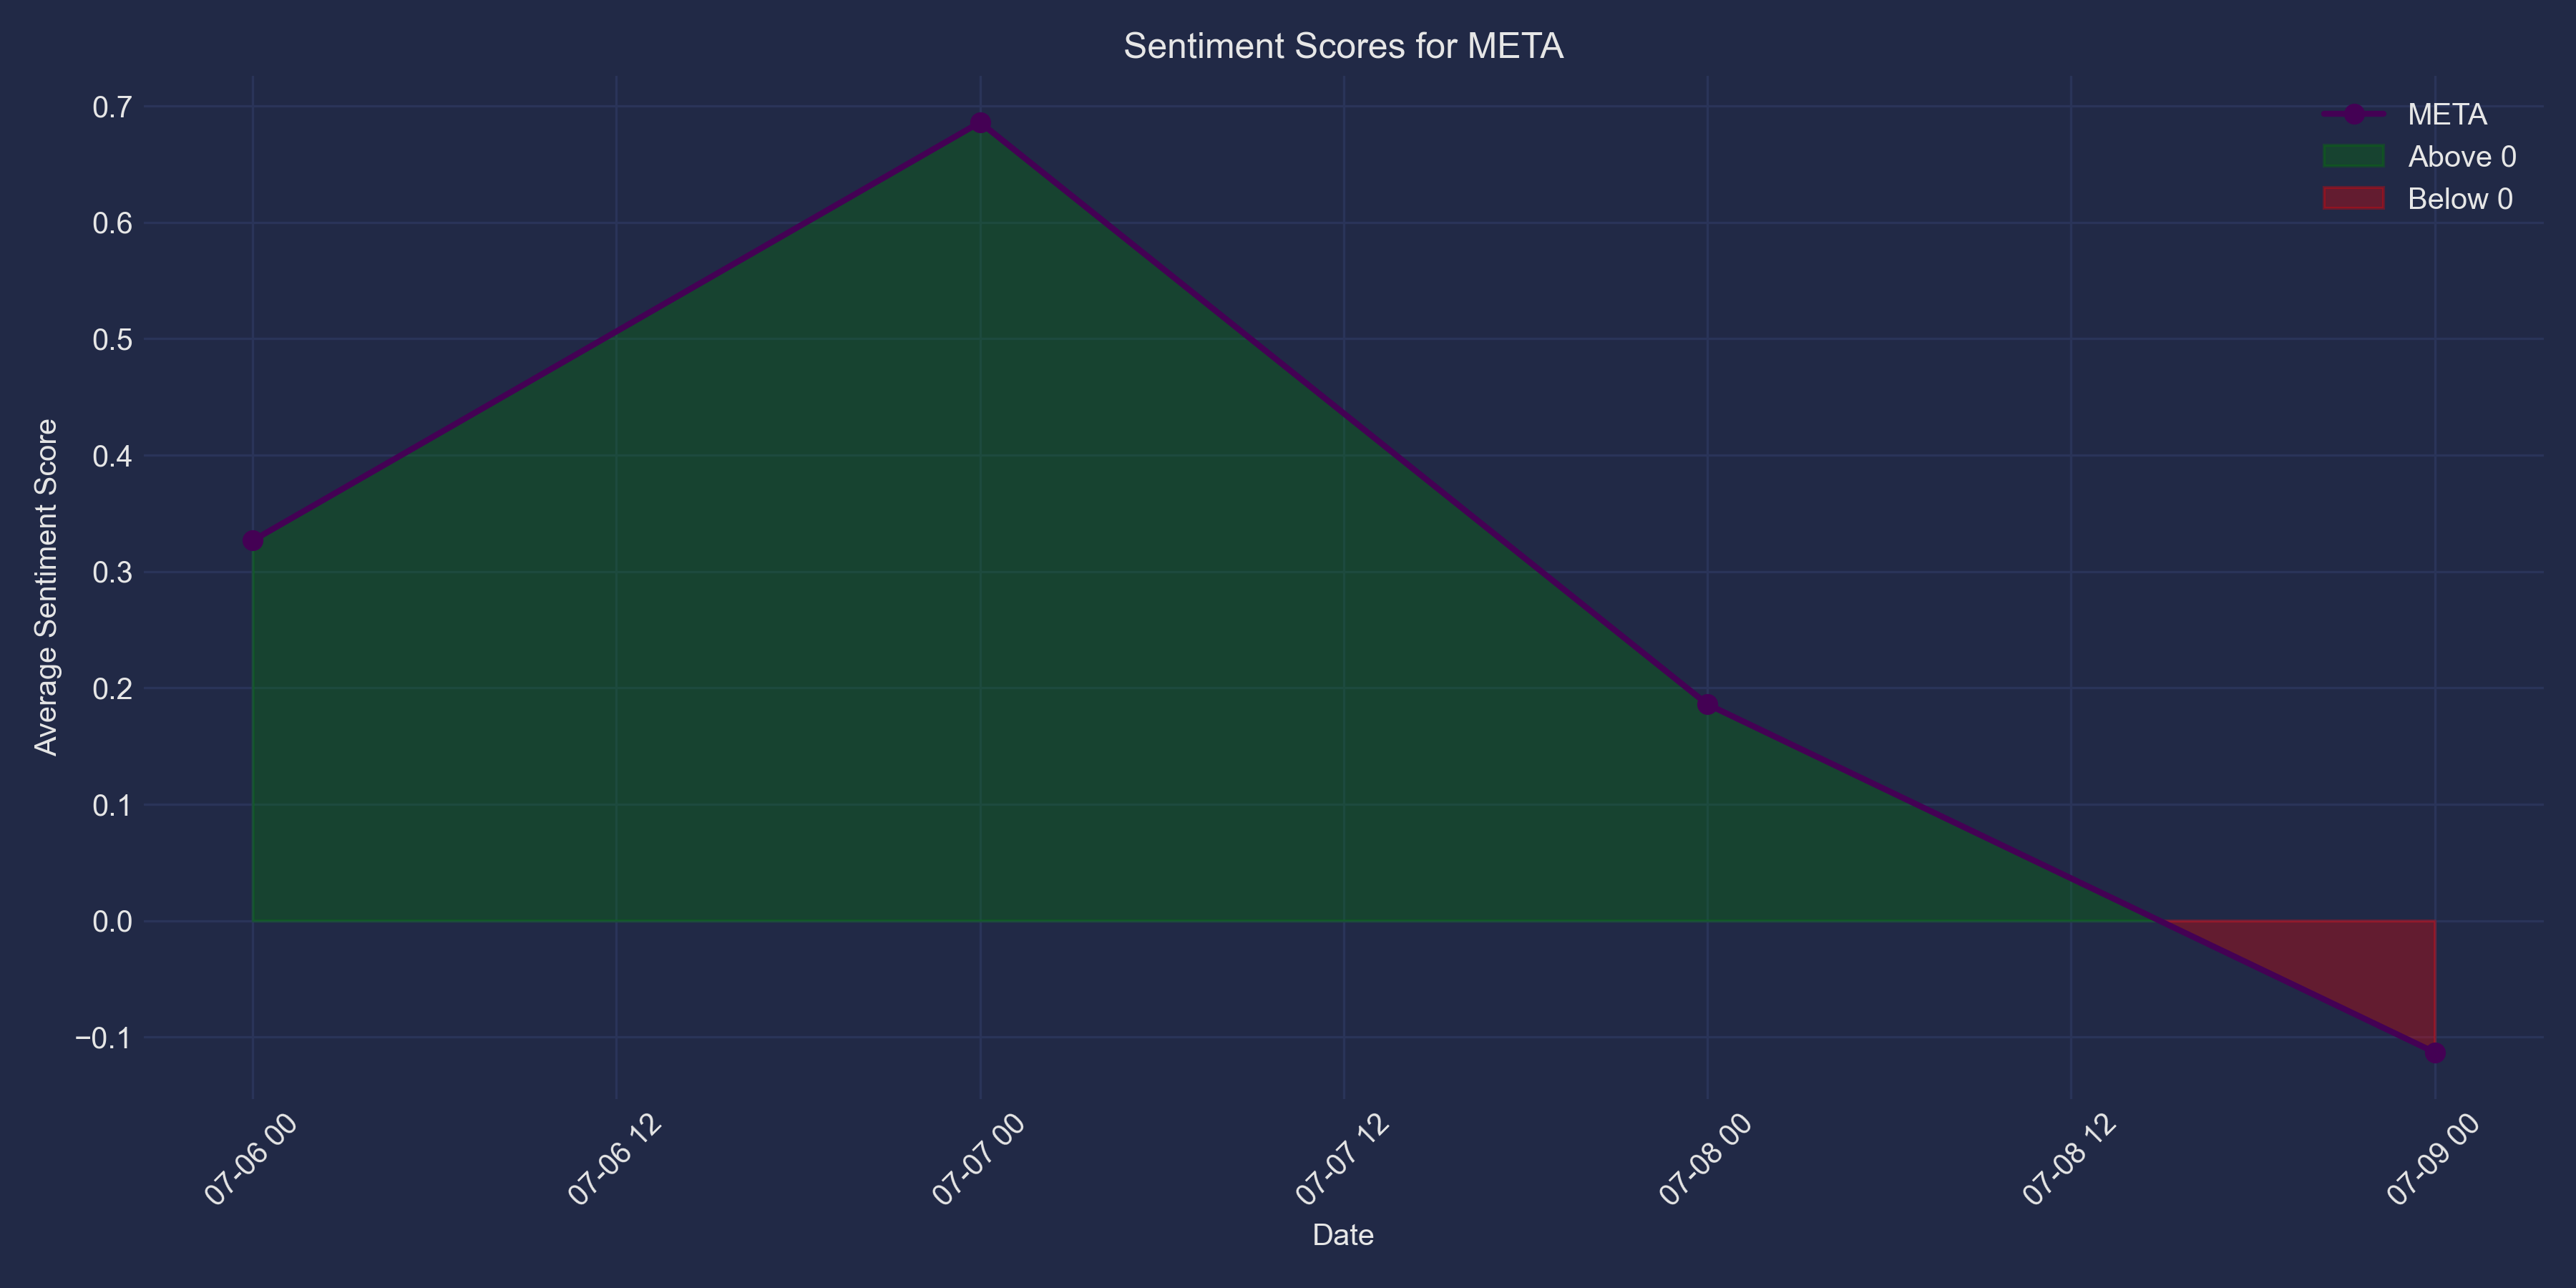 Sentiment Scores for META
META
Above 0
Below 0
Average Sentiment Score
0.7
0.6
0.5
0.4
0.3
0.2
0.1
0.0
−0.1
07-06 00
07-06 12
07-07 00
07-07 12
07-08 00
07-08 12
07-09 00
Date